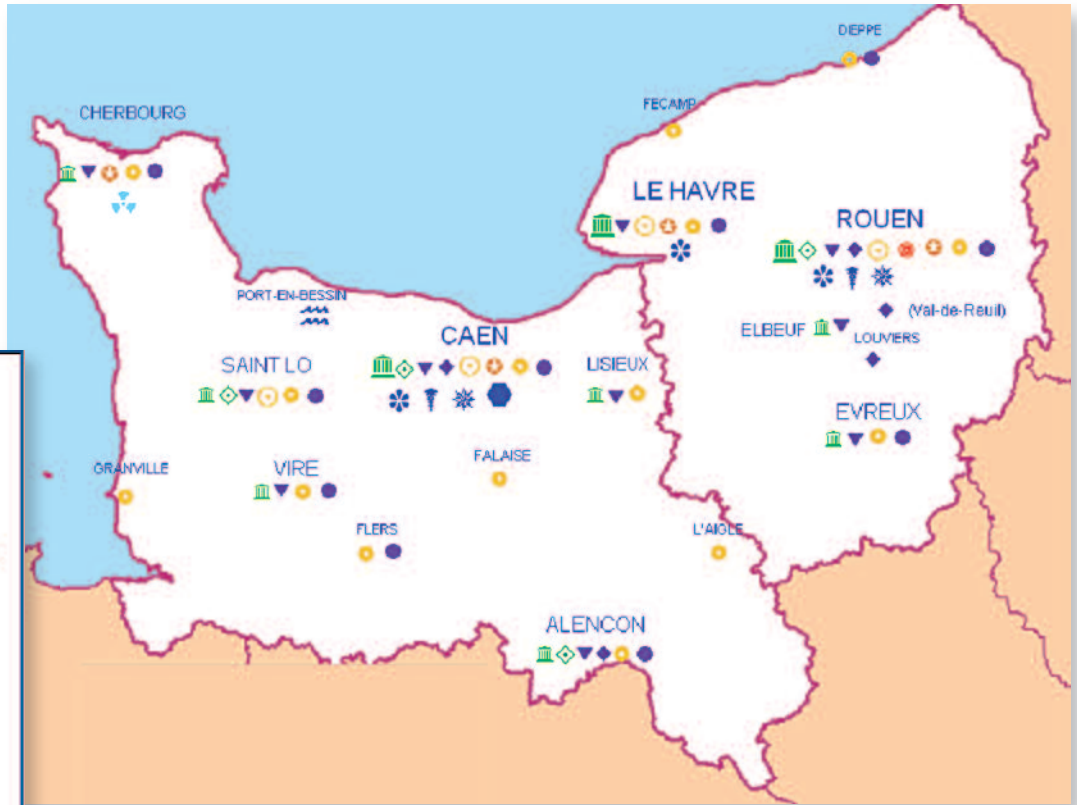 DIEPPE
FECAMP
CHERBOURG
LE HAVRE
ROUEN
PORT-EN-BESSIN
(Val-de-Reuil)
ELBEUF
LOUVIERS
CAEN
SAINT LO
LISIEUX
EVREUX
FALAISE
GRANVILLE
VIRE
FLERS
L'AIGLE
ALENCON